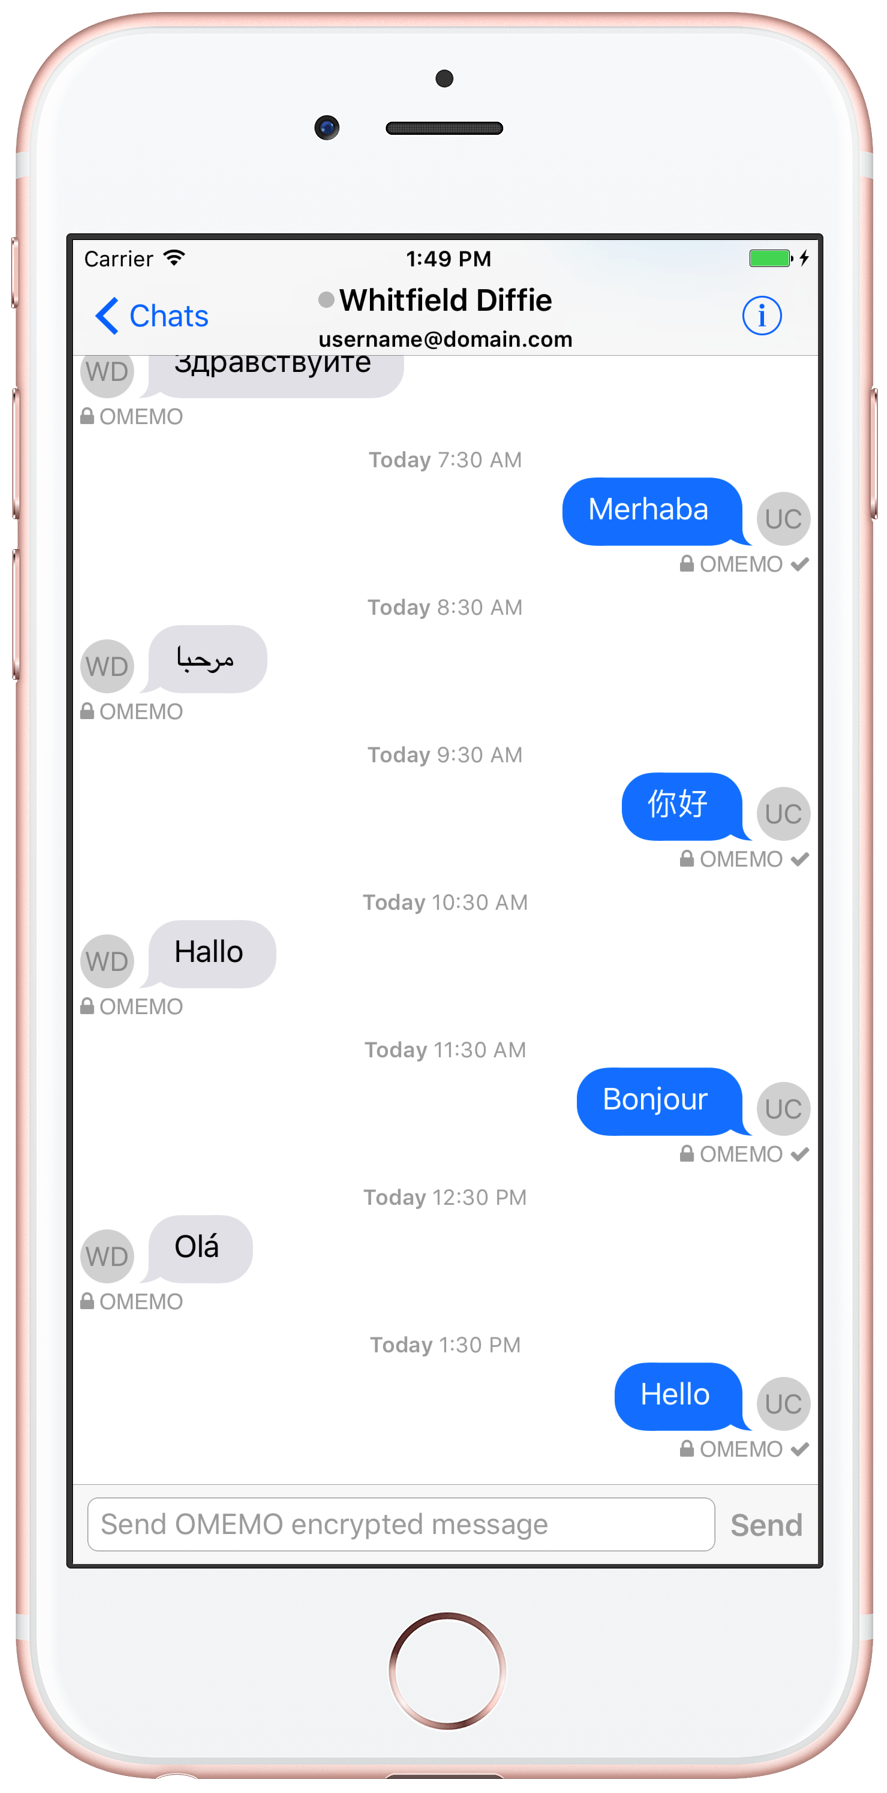 Carrier 1:49 PM
Chats Whitfield Diffie i
username@domain.com
WD Здравствуйте
OMEMO
Today 7:30 AM
Merhaba UC
OMEMO
Today 8:30 AM
WD مرحبا
OMEMO
Today 9:30 AM
你好 UC
OMEMO
Today 10:30 AM
WD Hallo
OMEMO
Today 11:30 AM
Bonjour UC
OMEMO
Today 12:30 PM
WD Olá
OMEMO
Today 1:30 PM
Hello UC
OMEMO
Send OMEMO encrypted message Send